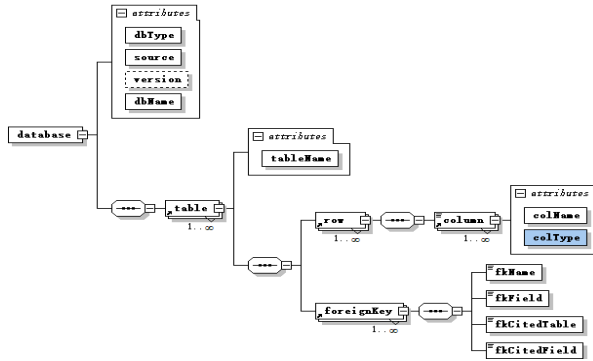 attributes
dbType
source
version
dbName
database
attributes
tableName
table
1..∞
attributes
colName
colType
row
1..∞
column
1..∞
fkName
fkField
foreignKey
1..∞
fkCitedTable
fkCitedField